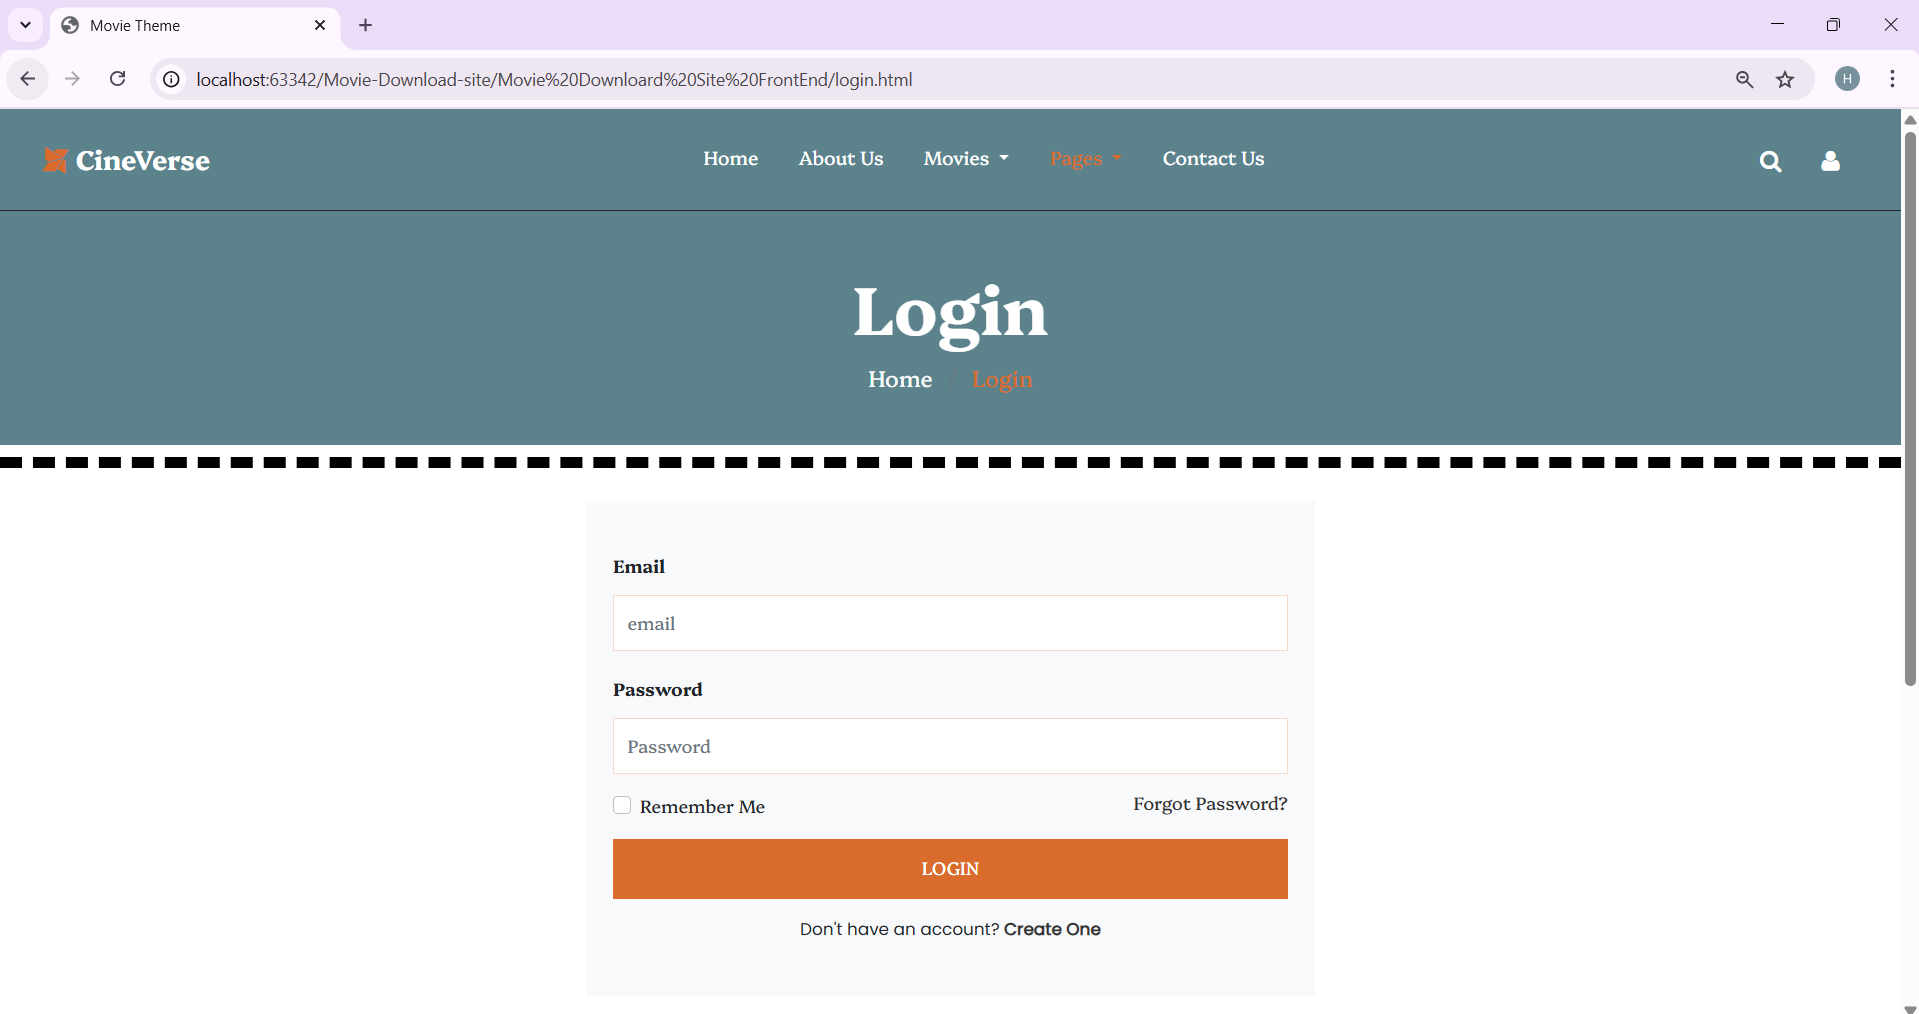 Movie Theme
localhost:63342/Movie-Download-site/Movie%20Downloard%20Site%20FrontEnd/login.html
H
CineVerse
Home
About Us
Movies
Pages
Contact Us
Login
Home / Login
Email
email
Password
Password
Remember Me
Forgot Password?
LOGIN
Don't have an account? Create One